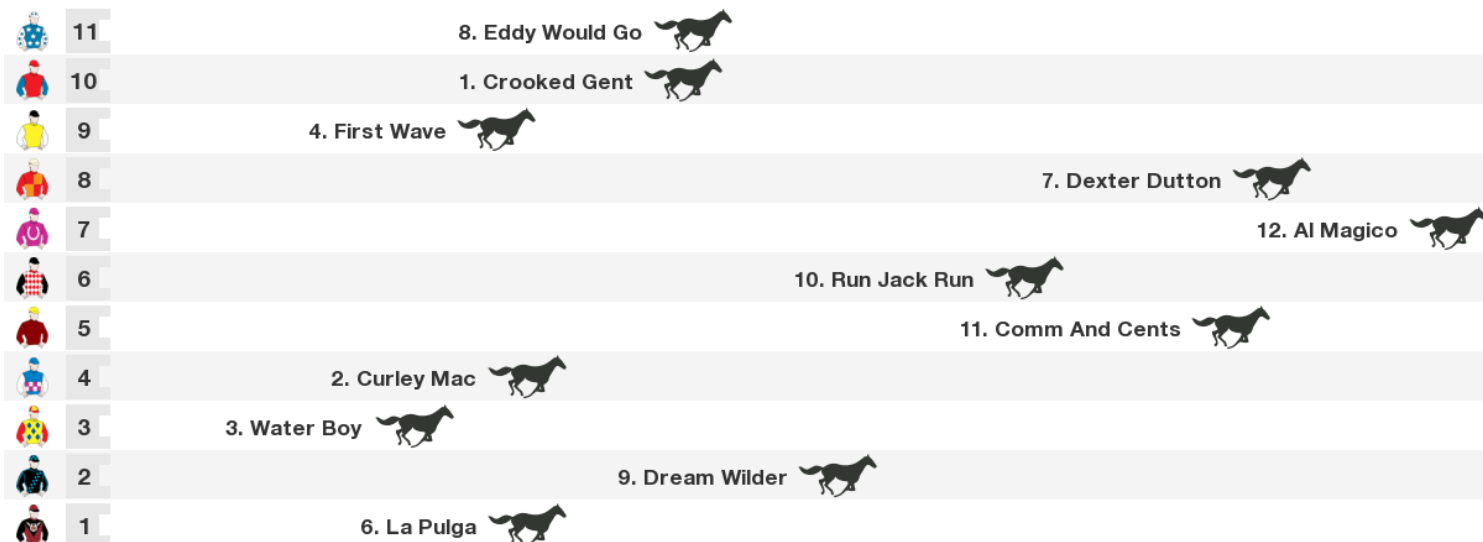 11 8. Eddy Would Go
10 1. Crooked Gent
9 4. First Wave
8 7. Dexter Dutton
7 12. Al Magico
6 10. Run Jack Run
5 11. Comm And Cents
4 2. Curley Mac
3 3. Water Boy
2 9. Dream Wilder
1 6. La Pulga